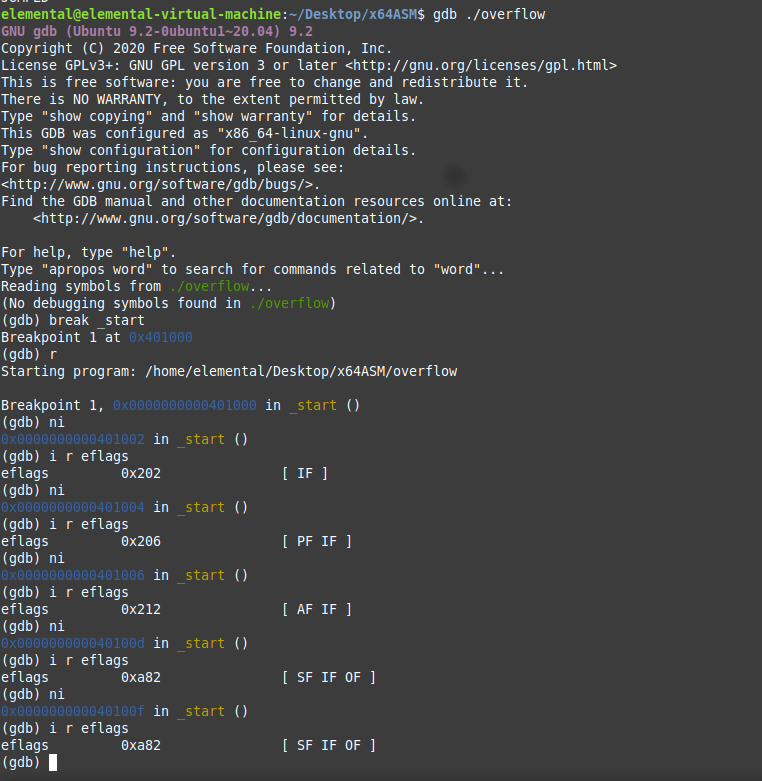 elemental@elemental-virtual-machine:~/Desktop/x64ASM$ gdb ./overflow
GNU gdb (Ubuntu 9.2-0ubuntu1~20.04) 9.2
Copyright (C) 2020 Free Software Foundation, Inc.
License GPLv3+: GNU GPL version 3 or later <http://gnu.org/licenses/gpl.html>
This is free software: you are free to change and redistribute it.
There is NO WARRANTY, to the extent permitted by law.
Type "show copying" and "show warranty" for details.
This GDB was configured as "x86_64-linux-gnu".
Type "show configuration" for configuration details.
For bug reporting instructions, please see:
<http://www.gnu.org/software/gdb/bugs/>.
Find the GDB manual and other documentation resources online at:
    <http://www.gnu.org/software/gdb/documentation/>.

For help, type "help".
Type "apropos word" to search for commands related to "word"...
Reading symbols from ./overflow...
(No debugging symbols found in ./overflow)
(gdb) break _start
Breakpoint 1 at 0x401000
(gdb) r
Starting program: /home/elemental/Desktop/x64ASM/overflow

Breakpoint 1, 0x0000000000401000 in _start ()
(gdb) ni
0x0000000000401002 in _start ()
(gdb) i r eflags
eflags         0x202               [ IF ]
(gdb) ni
0x0000000000401004 in _start ()
(gdb) i r eflags
eflags         0x206               [ PF IF ]
(gdb) ni
0x0000000000401006 in _start ()
(gdb) i r eflags
eflags         0x212               [ AF IF ]
(gdb) ni
0x000000000040100d in _start ()
(gdb) i r eflags
eflags         0xa82               [ SF IF OF ]
(gdb) ni
0x000000000040100f in _start ()
(gdb) i r eflags
eflags         0xa82               [ SF IF OF ]
(gdb)